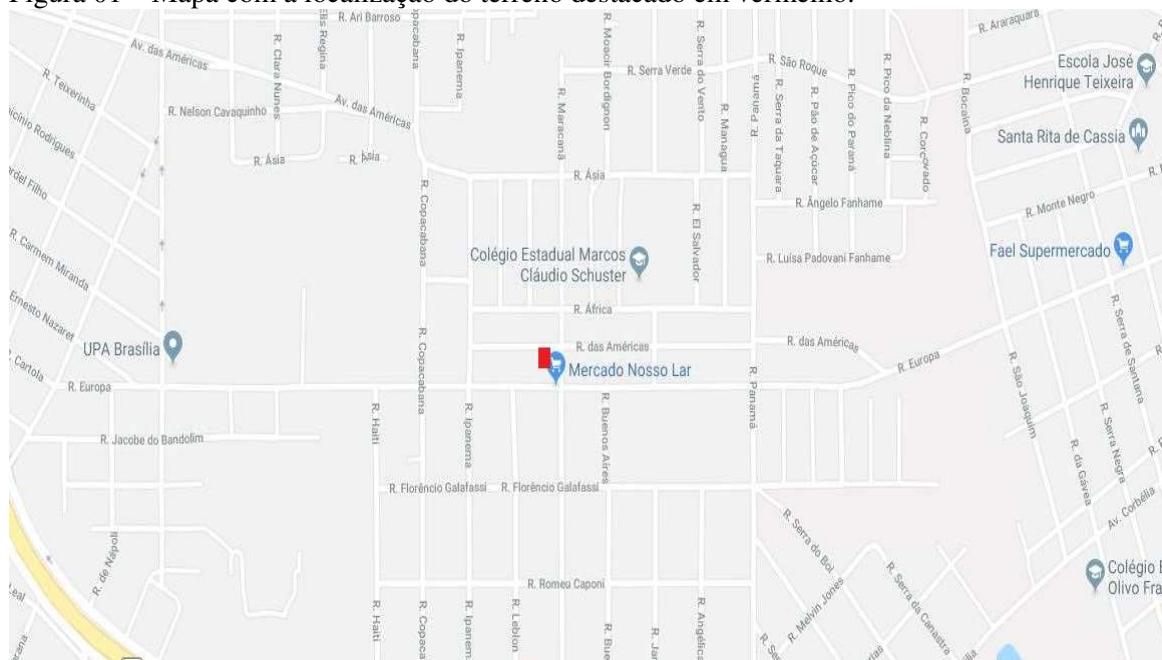 Figura 01 – Mapa com a localização do terreno destacado em vermelho.
R. Ari Barroso
Elis Regina
R. Clara Nunes
R. Ipanema
R. Moacir Bordignon
R. Serra do Vento
R. Araraquara
Av. das Américas
R. Teixerinha
R. Nelson Cavaquinho
Av. das Américas
R. Maracanã
R. Serra Verde
R. Managua
R. Panamá
R. São Roque
R. Serra da Taquara
R. Pão de Açúcar
R. Pico do Paraná
R. Pico da Neblina
R. Corcovado
R. Bocaina
Escola José
Henrique Teixeira
Santa Rita de Cassia
Rodrigues
R. Ásia
R. Ásia
R. Ásia
R. Copacabana
R. El Salvador
R. Ângelo Fanhame
R. Monte Negro
R. Carmem Miranda
Colégio Estadual Marcos
Cláudio Schuster
R. Luisa Padovani Fanhame
Fael Supermercado
Ernesto Nazaret
R. África
UPA Brasília
R. Cartola
R. Copacabana
R. das Américas
R. das Américas
R. Serra de Santana
Mercado Nosso Lar
R. Europa
R. Europa
R. São Joaquim
R. Haiti
R. Ipanema
R. Buenos Aires
R. Panamá
R. Jacobe do Bandolim
R. da Gávea
R. Serra Negra
R. Florêncio Galafassi
R. Florêncio Galafassi
Av. Corbélia
R. Serra do Boi
R. de Náp
R. Romeu Caponi
R. Melvin Jones
R. Serra da Canastra
Colégio E
Olivo Fra
R. Haiti
R. Copaca
R. Ipanem
R. Leblon
R. Bue
R. Jar
R. Angélica